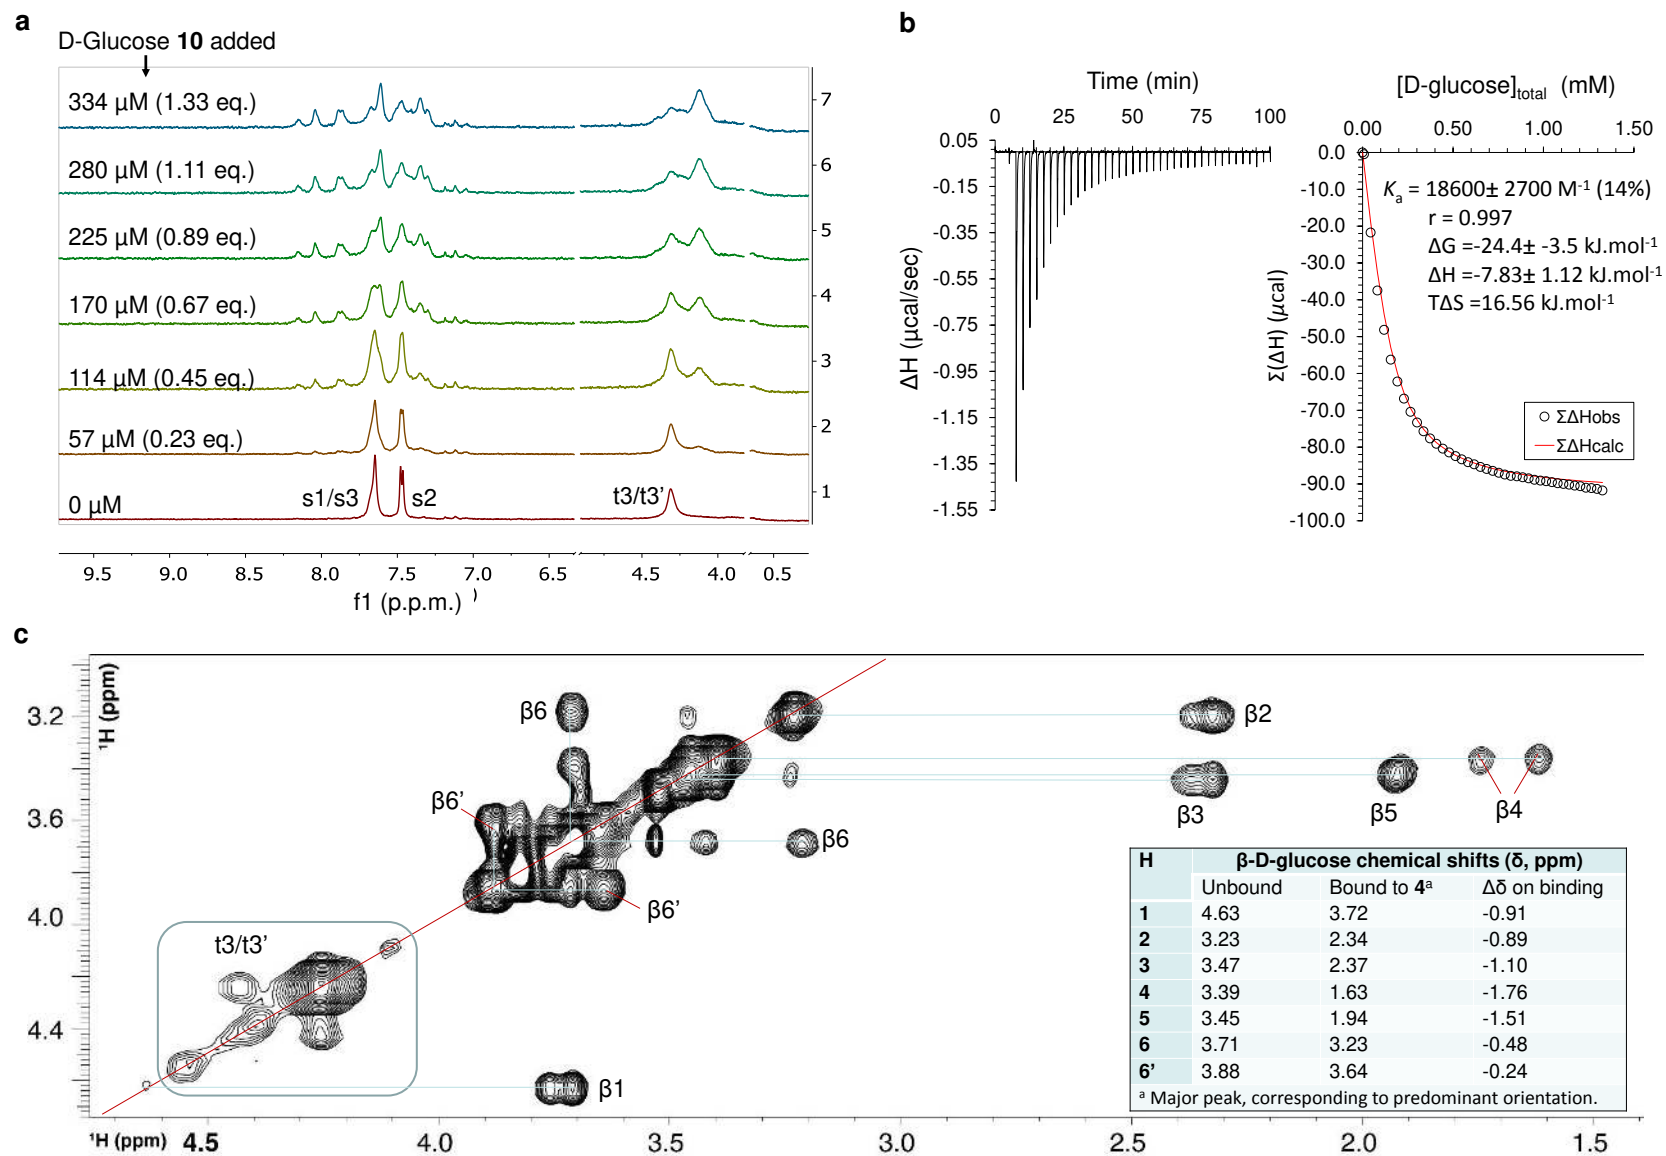 a
D-Glucose 10 added
334 µM (1.33 eq.)
7
280 µM (1.11 eq.)
6
225 µM (0.89 eq.)
5
170 µM (0.67 eq.)
4
114 µM (0.45 eq.)
3
57 µM (0.23 eq.)
2
0 µM
s1/s3
s2
t3/t3'
1
9.5 9.0 8.5 8.0 7.5 7.0 6.5 4.5 4.0 0.5
f1 (p.p.m.) )
b
Time (min)
0 25 50 75 100
0.05
-0.15
-0.35
-0.55
-0.75
-0.95
-1.15
-1.35
-1.55
ΔH (µcal/sec)
[D-glucose]total (mM)
0.00 0.50 1.00 1.50
0.0
-10.0
-20.0
-30.0
-40.0
-50.0
-60.0
-70.0
-80.0
-90.0
-100.0
Σ(ΔH) (µcal)
Ka = 18600± 2700 M-1 (14%)
r = 0.997
ΔG =-24.4± -3.5 kJ.mol-1
ΔH =-7.83± 1.12 kJ.mol-1
TΔS =16.56 kJ.mol-1
ΣΔHobs
ΣΔHcalc
c
¹H (ppm)
3.2
3.6
4.0
4.4
β6
β2
β6'
β3
β5
β4
β6
β6'
t3/t3'
β1
H β-D-glucose chemical shifts (δ, ppm)
Unbound Bound to 4a Δδ on binding
1 4.63 3.72 -0.91
2 3.23 2.34 -0.89
3 3.47 2.37 -1.10
4 3.39 1.63 -1.76
5 3.45 1.94 -1.51
6 3.71 3.23 -0.48
6' 3.88 3.64 -0.24
a Major peak, corresponding to predominant orientation.
¹H (ppm) 4.5 4.0 3.5 3.0 2.5 2.0 1.5